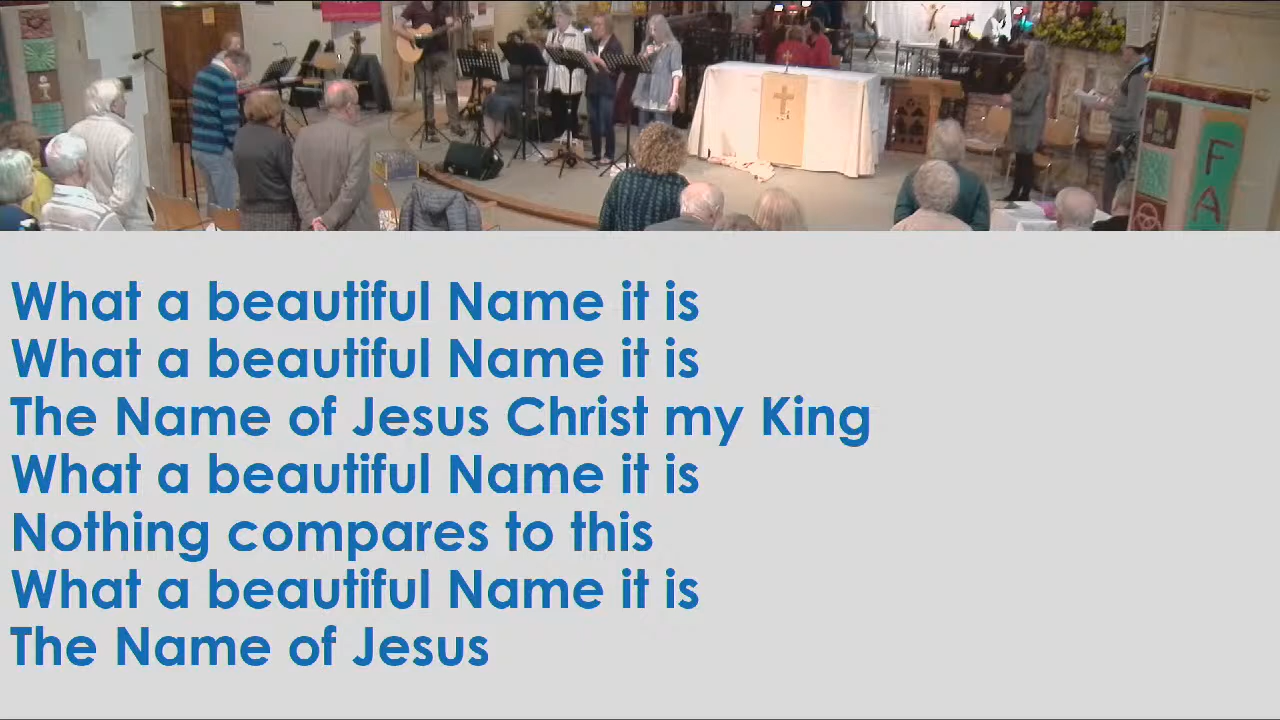 What a beautiful Name it is
What a beautiful Name it is
The Name of Jesus Christ my King
What a beautiful Name it is
Nothing compares to this
What a beautiful Name it is
The Name of Jesus
FA